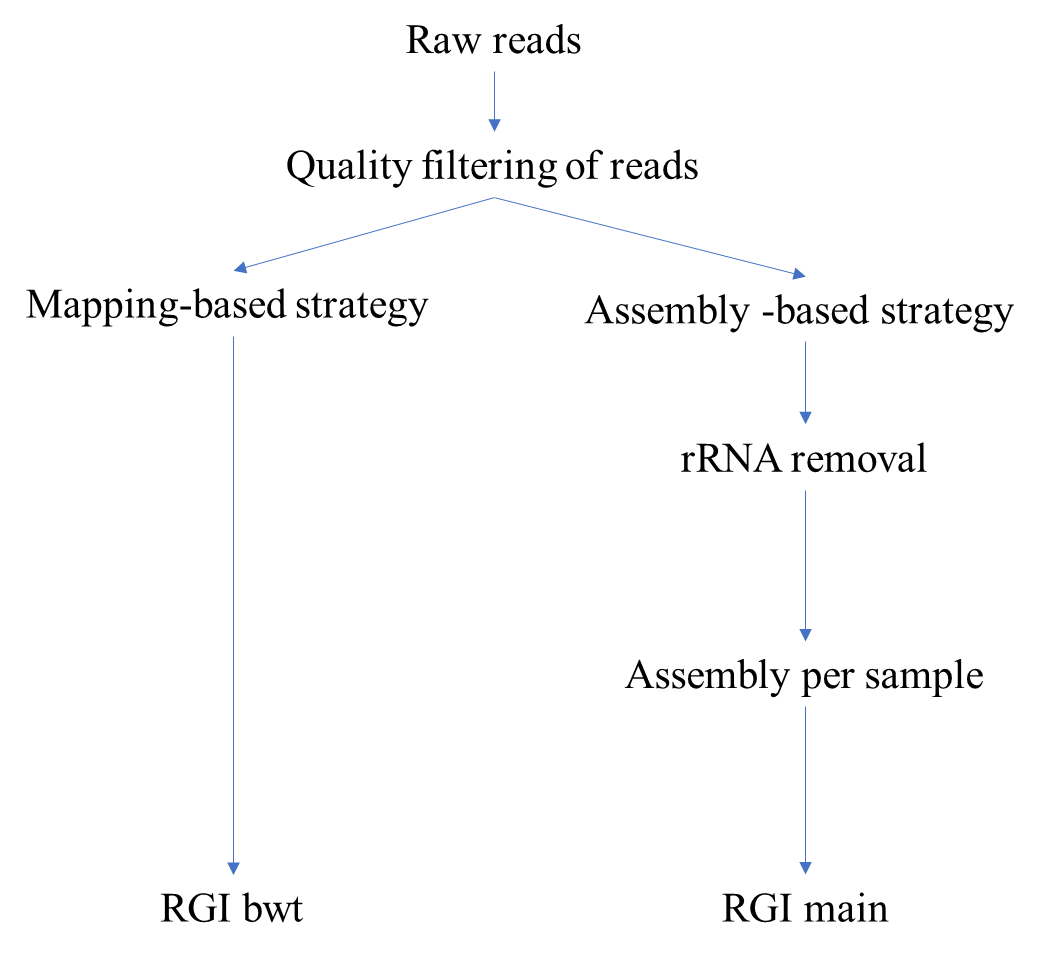 Raw reads
Quality filtering of reads
Mapping-based strategy
Assembly -based strategy
rRNA removal
Assembly per sample
RGI bwt
RGI main